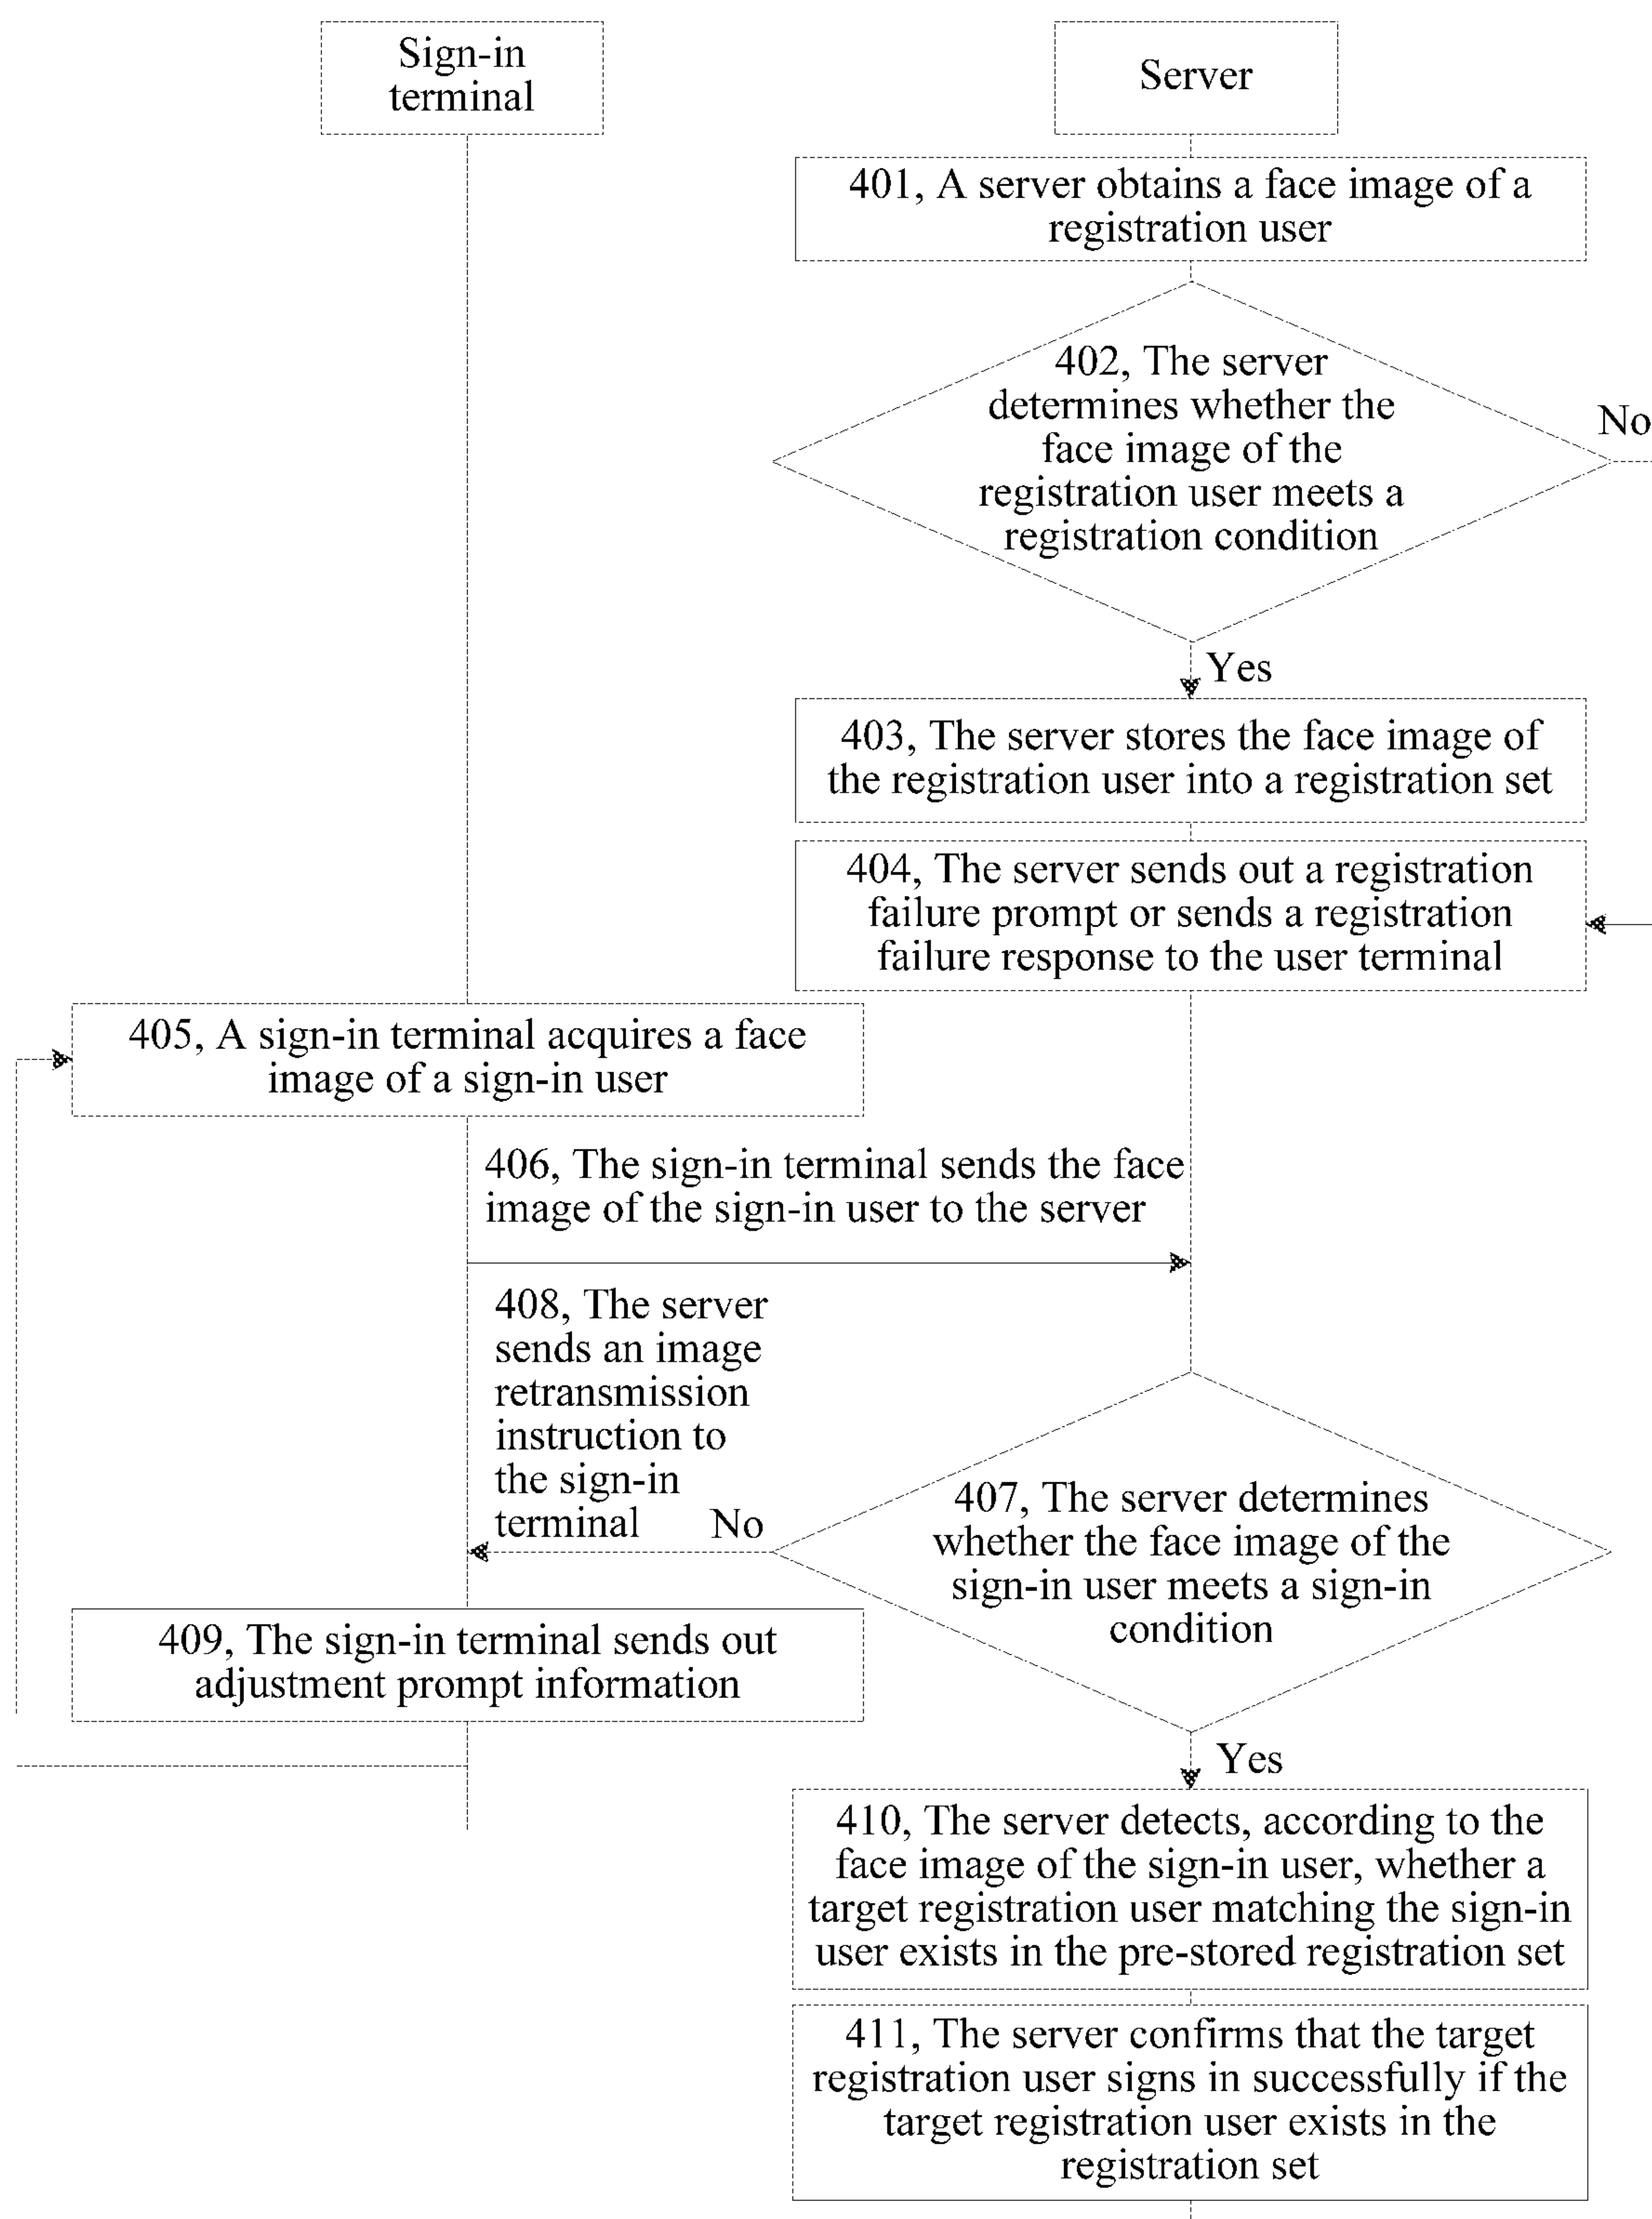 Sign-in
terminal
Server
401, A server obtains a face image of a
registration user
402, The server
determines whether the
face image of the
registration user meets a
registration condition
No
Yes
403, The server stores the face image of
the registration user into a registration set
404, The server sends out a registration
failure prompt or sends a registration
failure response to the user terminal
405, A sign-in terminal acquires a face
image of a sign-in user
406, The sign-in terminal sends the face
image of the sign-in user to the server
408, The server
sends an image
retransmission
instruction to
the sign-in
terminal
No
407, The server determines
whether the face image of the
sign-in user meets a sign-in
condition
409, The sign-in terminal sends out
adjustment prompt information
Yes
410, The server detects, according to the
face image of the sign-in user, whether a
target registration user matching the sign-in
user exists in the pre-stored registration set
411, The server confirms that the target
registration user signs in successfully if the
target registration user exists in the
registration set